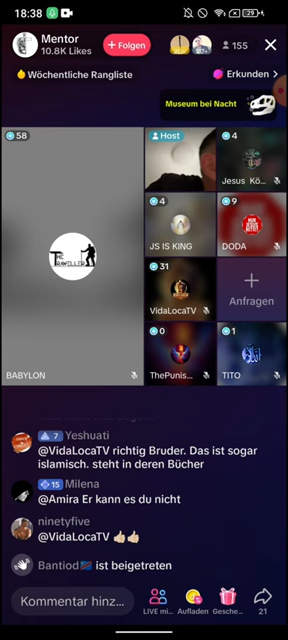 18:38
29%
Mentor
10.8K Likes
+ Folgen
155
Wöchentliche Rangliste
Erkunden >
Museum bei Nacht
58
Host
4
Jesus Kö...
4
JS IS KING
9
DODA
31
VidaLocaTV
+
Anfragen
THE TRAVELLER
BABYLON
0
ThePunis...
1
TITO
7 Yeshuati
@VidaLocaTV richtig Bruder. Das ist sogar
islamisch. steht in deren Bücher
15 Milena
@Amira Er kann es du nicht
ninetyfive
@VidaLocaTV 👍🏼👍🏼
Bantiod🇭🇹 ist beigetreten
Kommentar hinz...
LIVE mi...
Aufladen
Gesche...
21